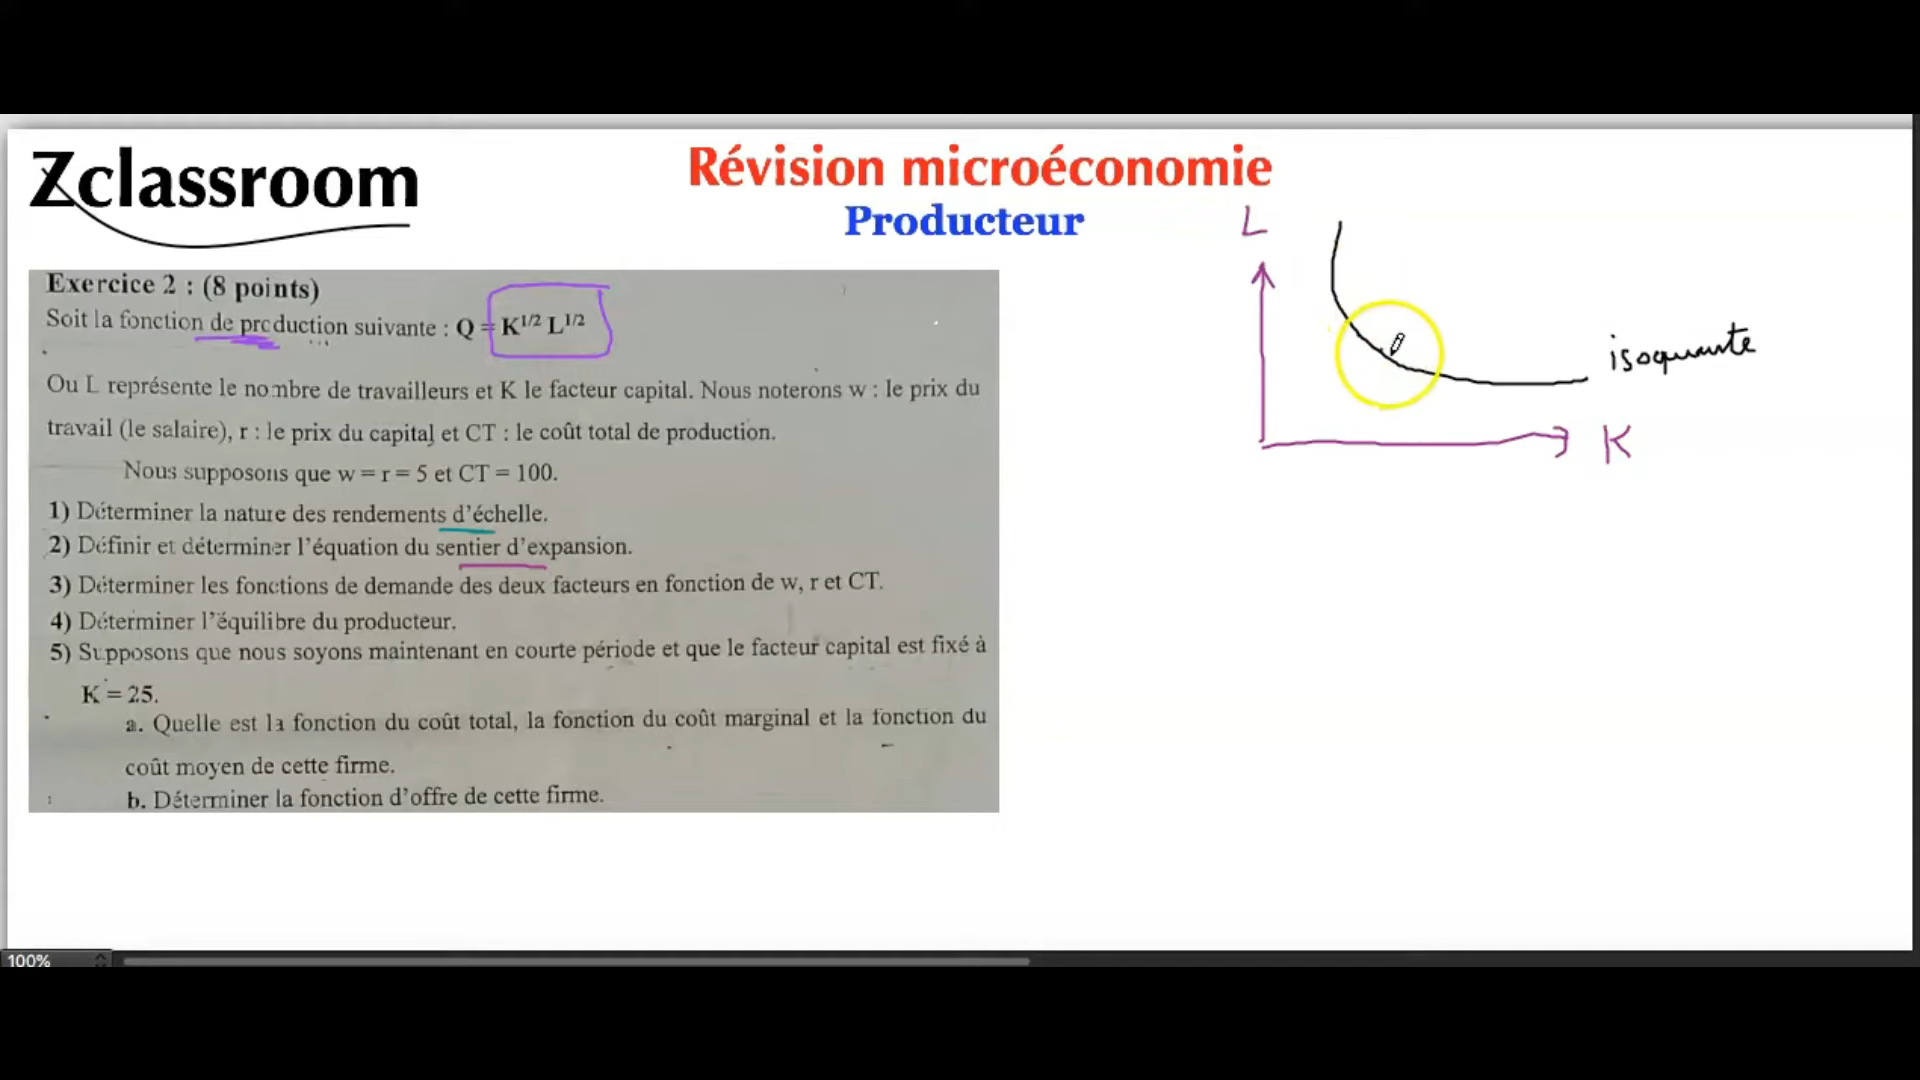 Zclassroom
Révision microéconomie
Producteur
Exercice 2 : (8 points)
Soit la fonction de production suivante : Q = K^1/2 L^1/2
Ou L représente le nombre de travailleurs et K le facteur capital. Nous noterons w : le prix du
travail (le salaire), r : le prix du capital et CT : le coût total de production.
Nous supposons que w = r = 5 et CT = 100.
1) Déterminer la nature des rendements d'échelle.
2) Définir et déterminer l'équation du sentier d'expansion.
3) Déterminer les fonctions de demande des deux facteurs en fonction de w, r et CT.
4) Déterminer l'équilibre du producteur.
5) Supposons que nous soyons maintenant en courte période et que le facteur capital est fixé à
K = 25.
a. Quelle est la fonction du coût total, la fonction du coût marginal et la fonction du
coût moyen de cette firme.
b. Déterminer la fonction d'offre de cette firme.
L
isoquante
K
100%